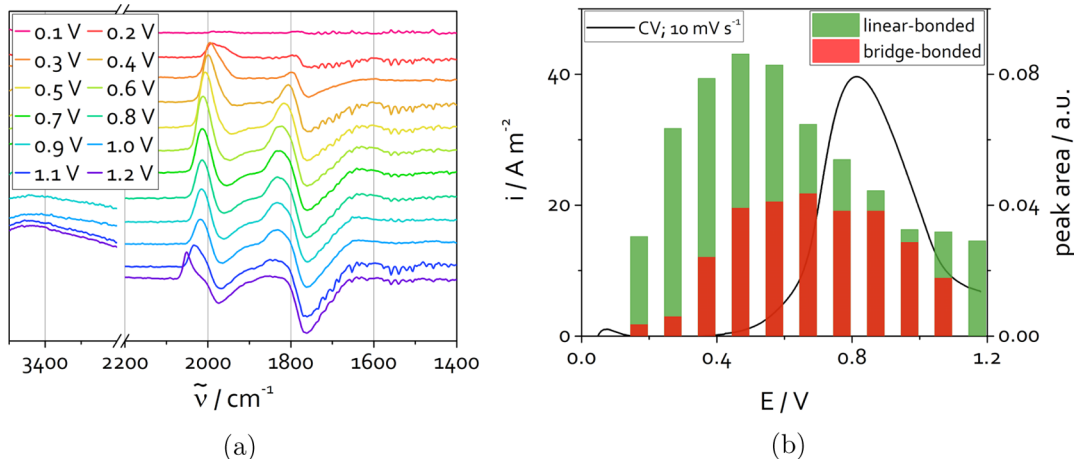 0.1 V 0.2 V
0.3 V 0.4 V
0.5 V 0.6 V
0.7 V 0.8 V
0.9 V 1.0 V
1.1 V 1.2 V
3400 2200 2000 1800 1600 1400
ṽ / cm⁻¹
(a)
CV; 10 mV s⁻¹
linear-bonded
bridge-bonded
40
20
0
i / A m⁻²
0.08
0.04
0.00
peak area / a.u.
0.0 0.4 0.8 1.2
E / V
(b)